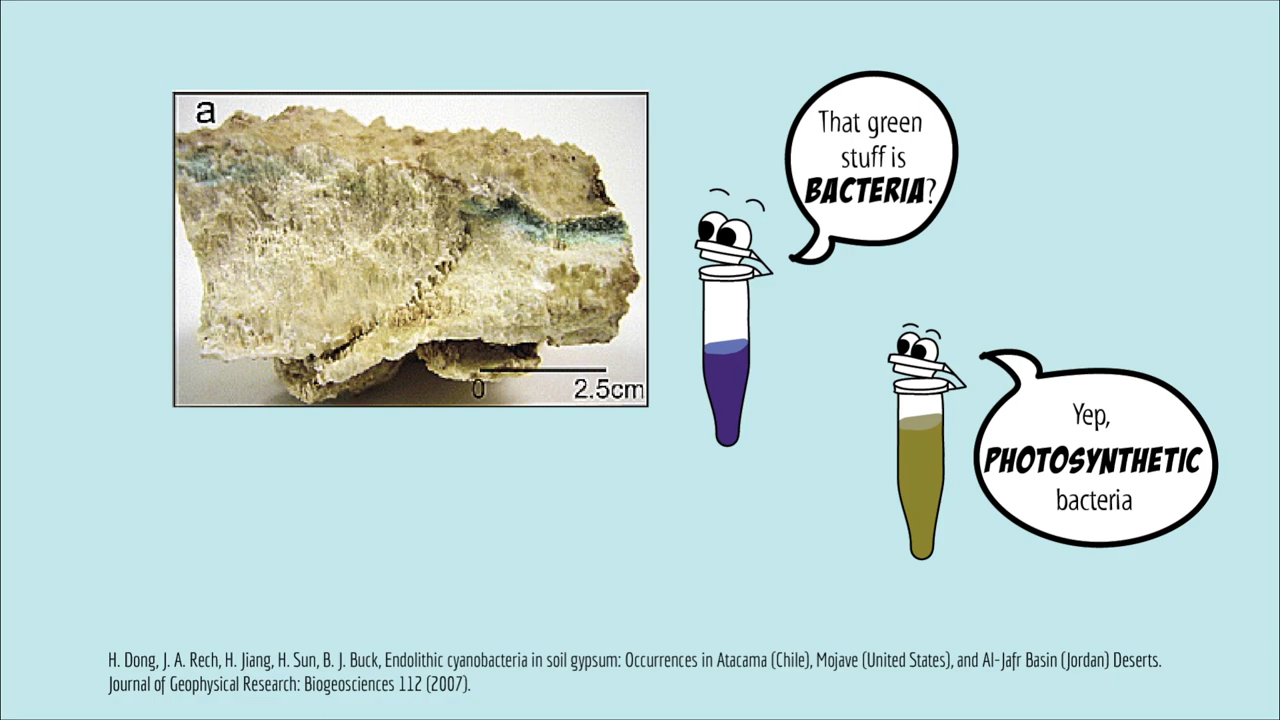 a
0 2.5cm
That green
stuff is
BACTERIA?
Yep,
PHOTOSYNTHETIC
bacteria
H. Dong, J. A. Rech, H. Jiang, H. Sun, B. J. Buck, Endolithic cyanobacteria in soil gypsum: Occurrences in Atacama (Chile), Mojave (United States), and Al-Jafr Basin (Jordan) Deserts.
Journal of Geophysical Research: Biogeosciences 112 (2007).